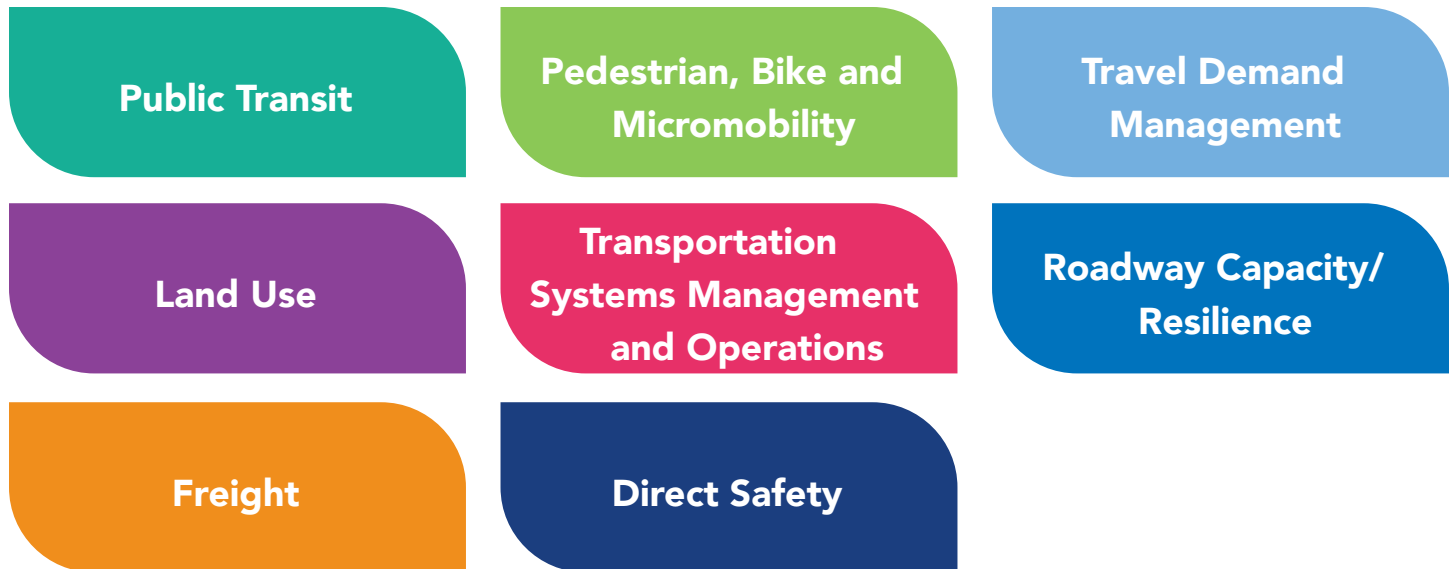 Public Transit
Pedestrian, Bike and
Micromobility
Travel Demand
Management
Land Use
Transportation
Systems Management
and Operations
Roadway Capacity/
Resilience
Freight
Direct Safety